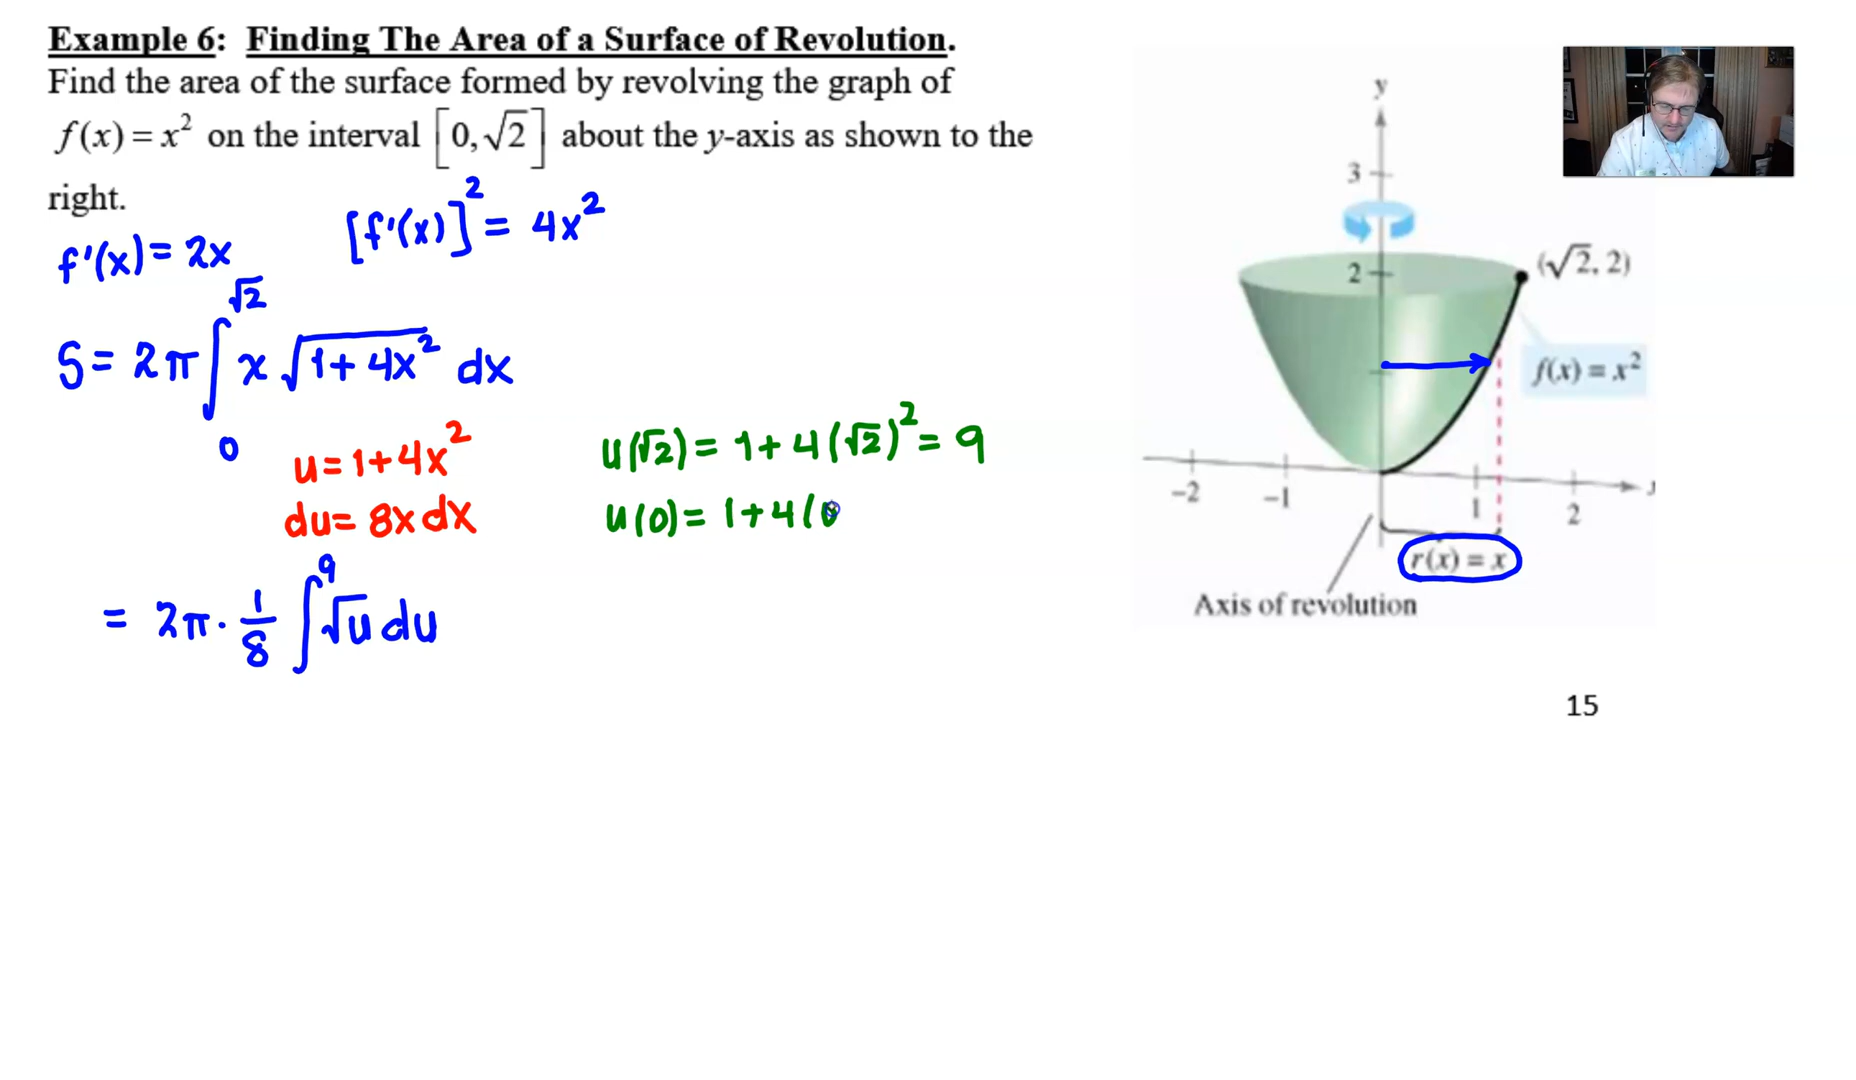 Example 6: Finding The Area of a Surface of Revolution.
Find the area of the surface formed by revolving the graph of
f(x) = x² on the interval [0, √2] about the y-axis as shown to the
right.
f'(x) = 2x
[f'(x)]² = 4x²
S = 2π ∫₀^√2 x √(1+4x²) dx
u = 1+4x²
du = 8x dx
u(√2) = 1+4(√2)² = 9
u(0) = 1+4(0
= 2π · 1/8 ∫^9 √u du
y
3
2
(√2, 2)
f(x) = x²
-2 -1 1 2
r(x) = x
Axis of revolution
15